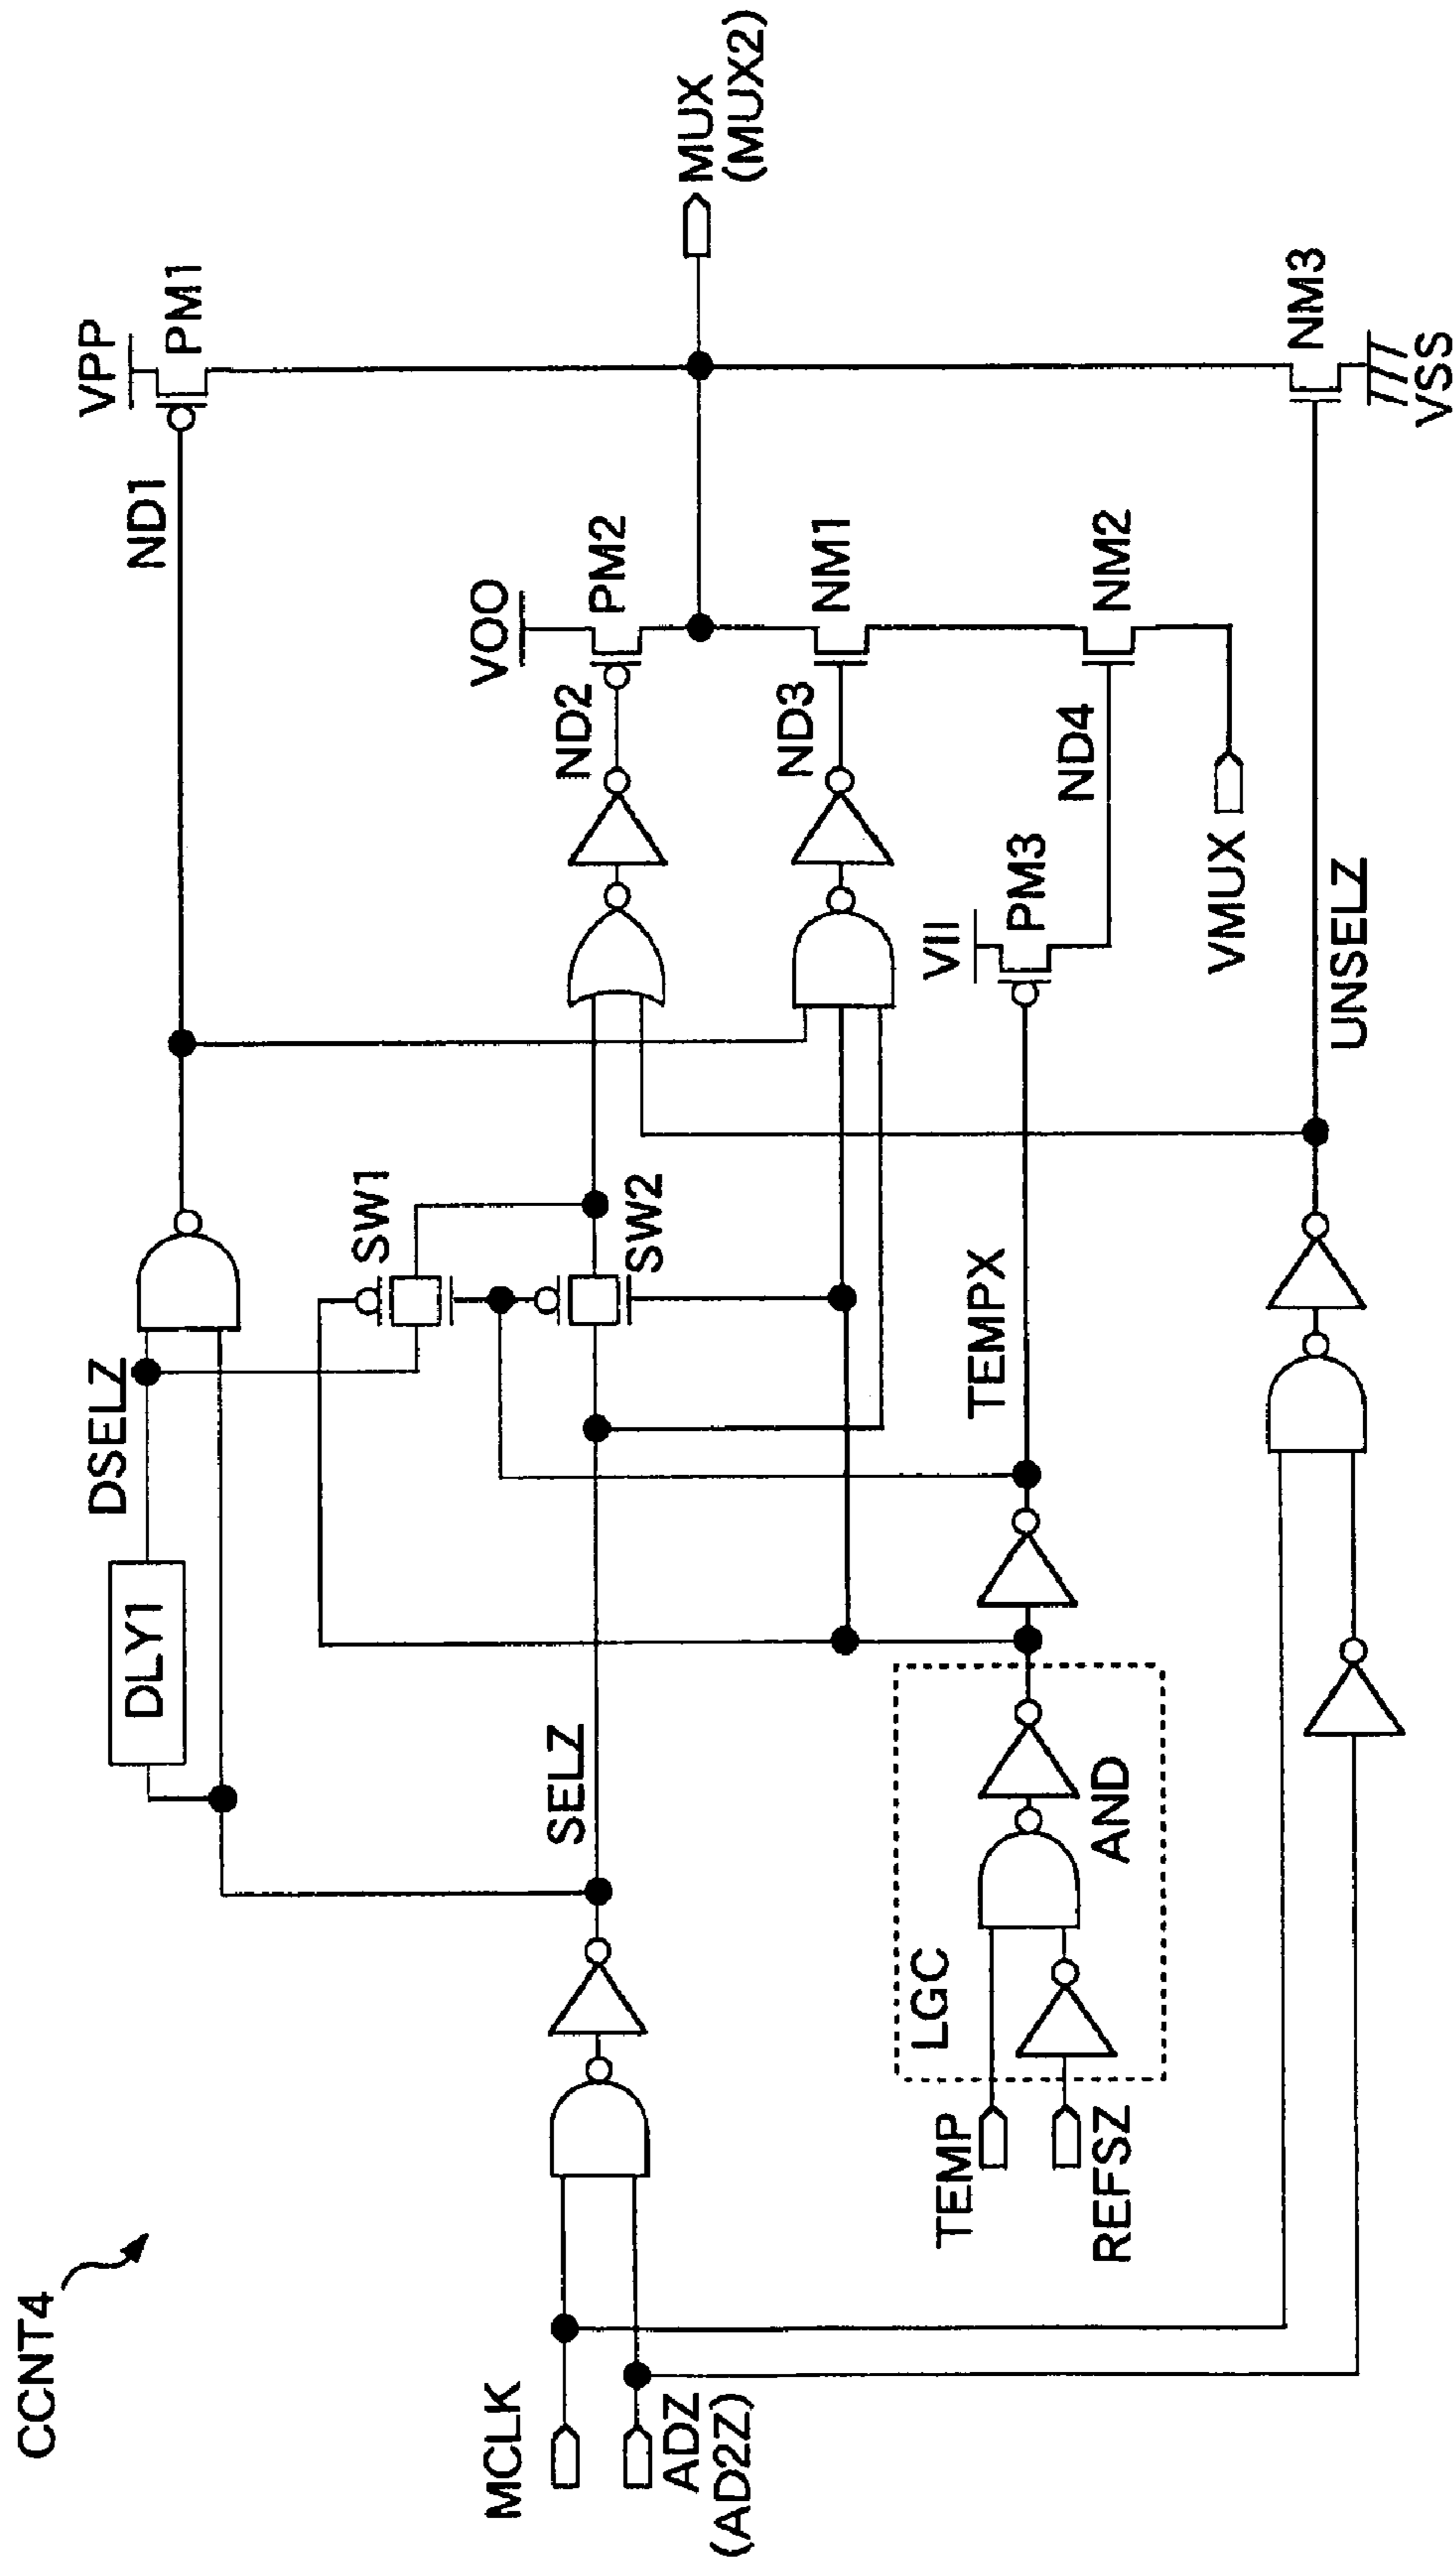 CCNT4
MCLK
ADZ
(AD2Z)
SELZ
DLY1
DSELZ
SW1
SW2
ND1
VPP
PM1
VOO
PM2
ND2
ND3
NM1
NM2
ND4
VII
PM3
VMUX
TEMPX
UNSELZ
LGC
AND
TEMP
REFSZ
MUX
(MUX2)
NM3
VSS